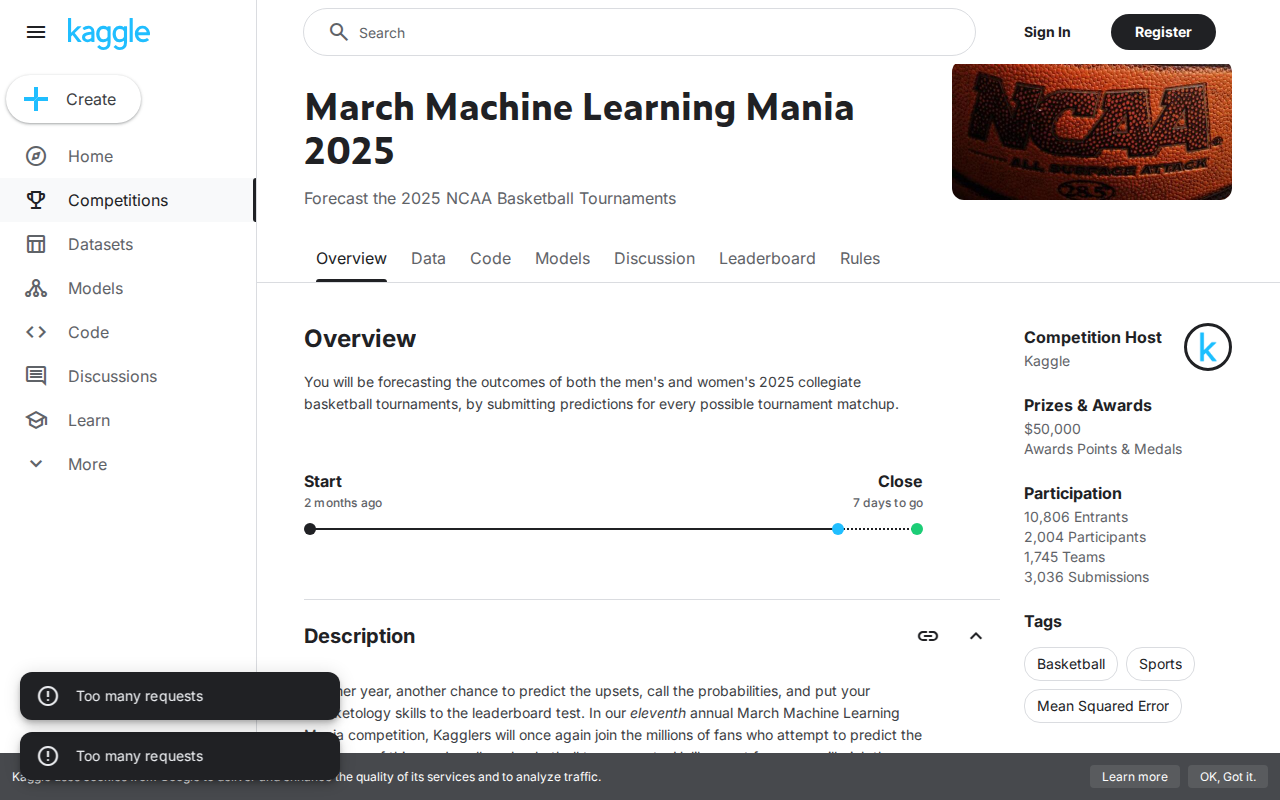 kaggle
Search
Sign In
Register
Create
Home
Competitions
Datasets
Models
Code
Discussions
Learn
More
March Machine Learning Mania
2025
Forecast the 2025 NCAA Basketball Tournaments
NCAA
ALL SURFACE ATTACK
28.5
Overview
Data
Code
Models
Discussion
Leaderboard
Rules
Overview
You will be forecasting the outcomes of both the men's and women's 2025 collegiate
basketball tournaments, by submitting predictions for every possible tournament matchup.
Start
2 months ago
Close
7 days to go
Competition Host
Kaggle
Prizes & Awards
$50,000
Awards Points & Medals
Participation
10,806 Entrants
2,004 Participants
1,745 Teams
3,036 Submissions
Tags
Basketball
Sports
Mean Squared Error
Description
year, another chance to predict the upsets, call the probabilities, and put your
skills to the leaderboard test. In our eleventh annual March Machine Learning
competition, Kagglers will once again join the millions of fans who attempt to predict the
Too many requests
Too many requests
the quality of its services and to analyze traffic.
Learn more
OK, Got it.